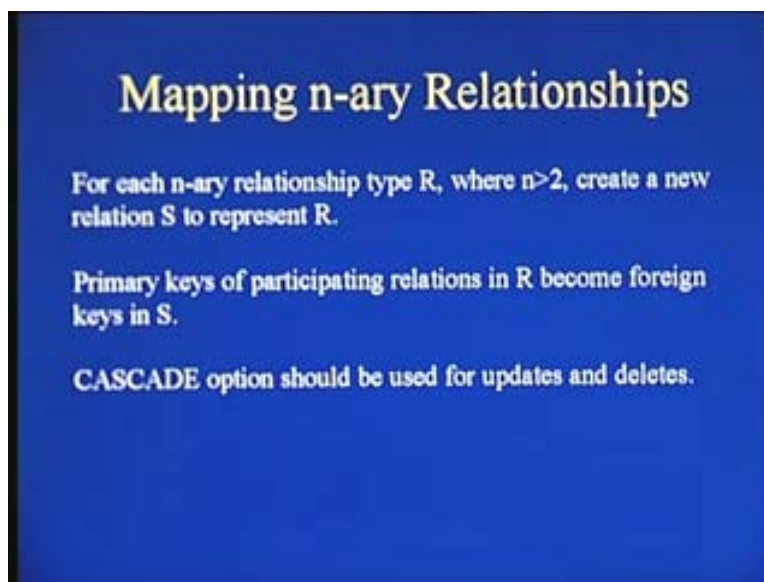 Mapping n-ary Relationships
For each n-ary relationship type R, where n>2, create a new
relation S to represent R.
Primary keys of participating relations in R become foreign
keys in S.
CASCADE option should be used for updates and deletes.